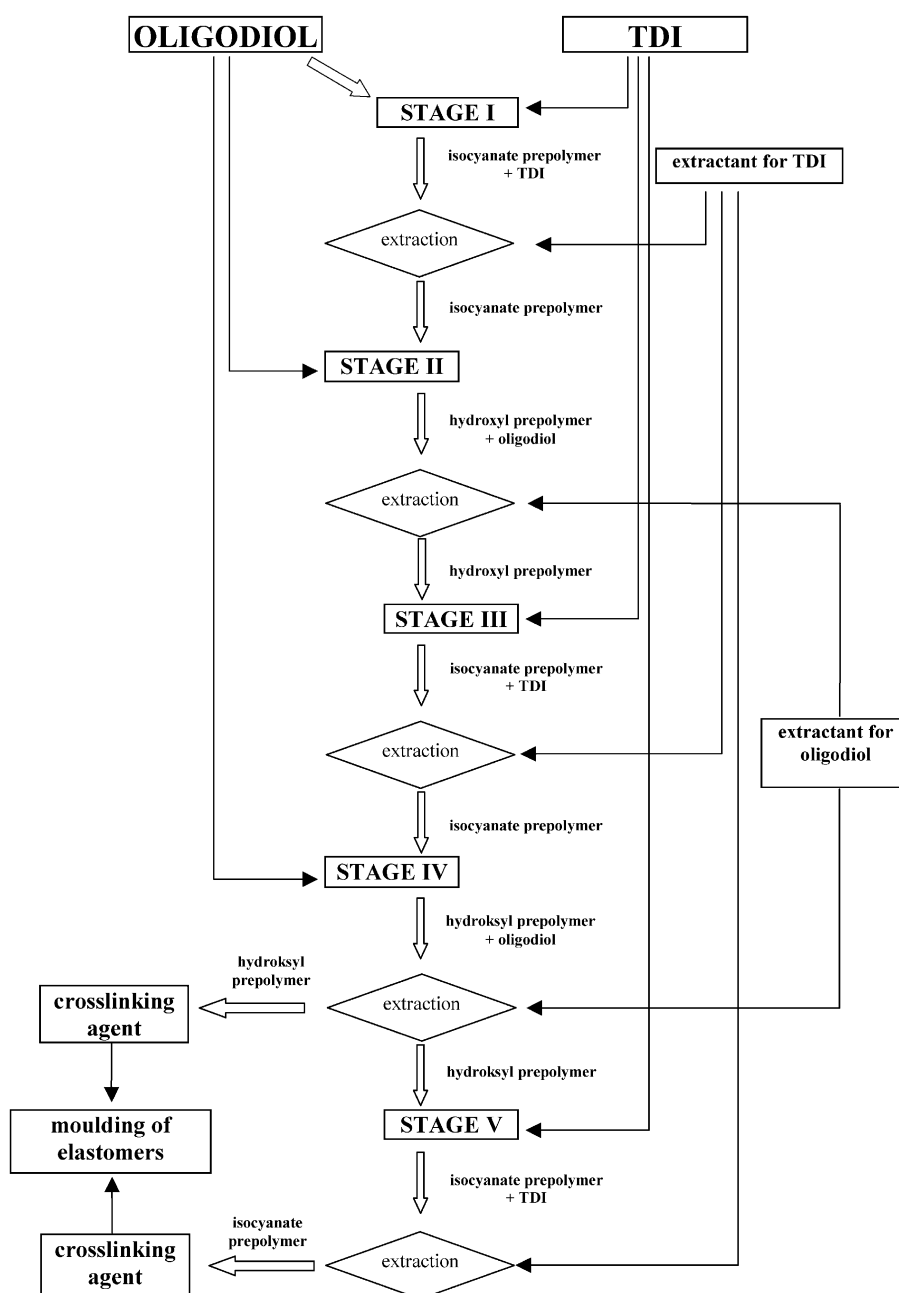 OLIGODIOL
TDI
STAGE I
isocyanate prepolymer
+ TDI
extractant for TDI
extraction
isocyanate prepolymer
STAGE II
hydroxyl prepolymer
+ oligodiol
extraction
hydroxyl prepolymer
STAGE III
isocyanate prepolymer
+ TDI
extraction
extractant for
oligodiol
isocyanate prepolymer
STAGE IV
hydroksyl prepolymer
+ oligodiol
hydroksyl
prepolymer
extraction
crosslinking
agent
hydroksyl prepolymer
moulding of
elastomers
STAGE V
isocyanate prepolymer
+ TDI
isocyanate
prepolymer
extraction
crosslinking
agent